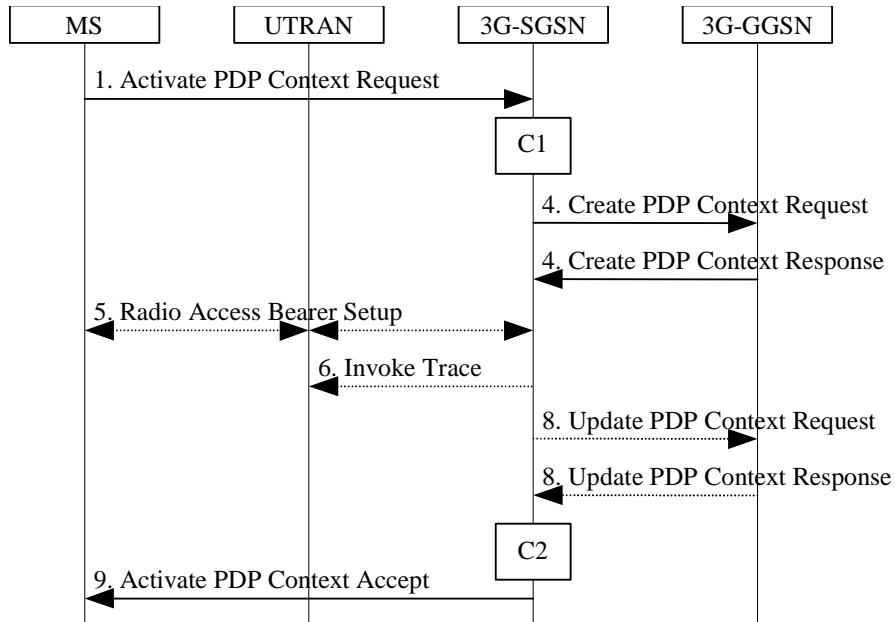 MS
UTRAN
3G-SGSN
3G-GGSN
1. Activate PDP Context Request
C1
4. Create PDP Context Request
4. Create PDP Context Response
5. Radio Access Bearer Setup
6. Invoke Trace
8. Update PDP Context Request
8. Update PDP Context Response
C2
9. Activate PDP Context Accept